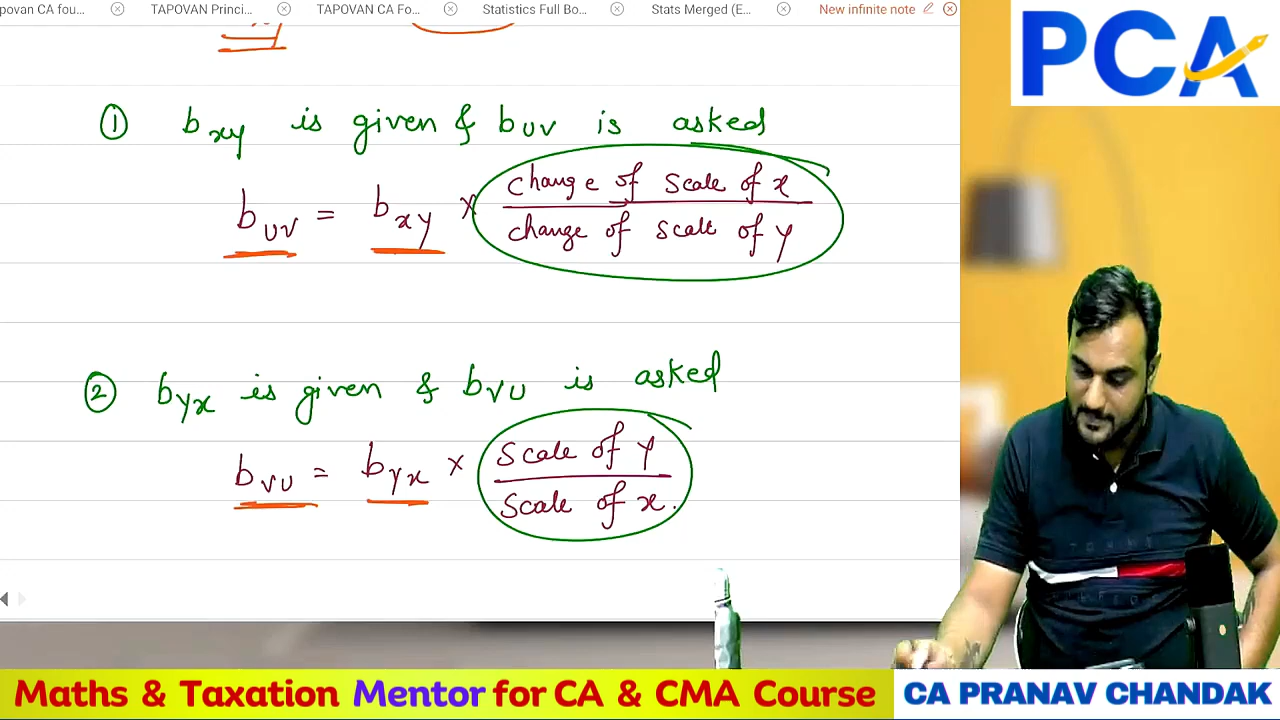 povan CA fou...
TAPOVAN Princi...
TAPOVAN CA Fo...
Statistics Full Bo...
Stats Merged (E...
New infinite note
PCA
① bxy is given & buv is asked
buv = bxy × change of scale of x
change of scale of y
② byx is given & bvu is asked
bvu = byx × Scale of y
Scale of x.
Maths & Taxation Mentor for CA & CMA Course
CA PRANAV CHANDAK